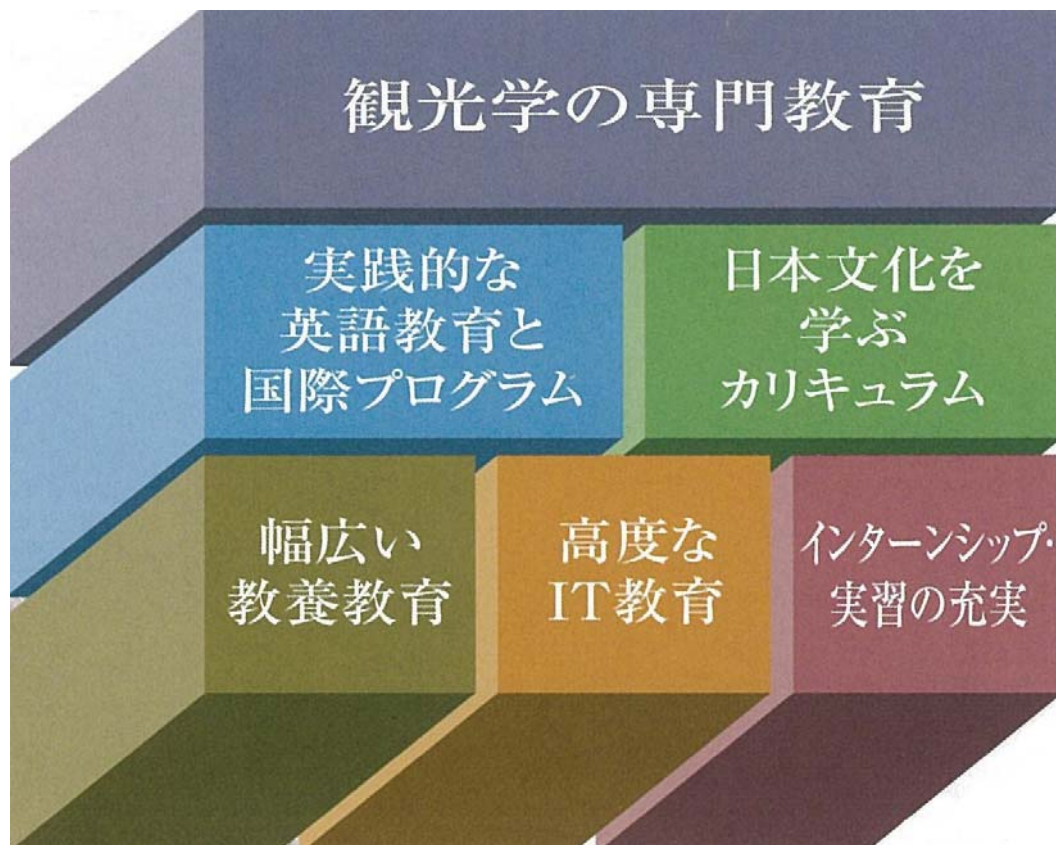 観光学の専門教育
実践的な
英語教育と
国際プログラム
日本文化を
学ぶ
カリキュラム
幅広い
教養教育
高度な
IT教育
インターンシップ・
実習の充実